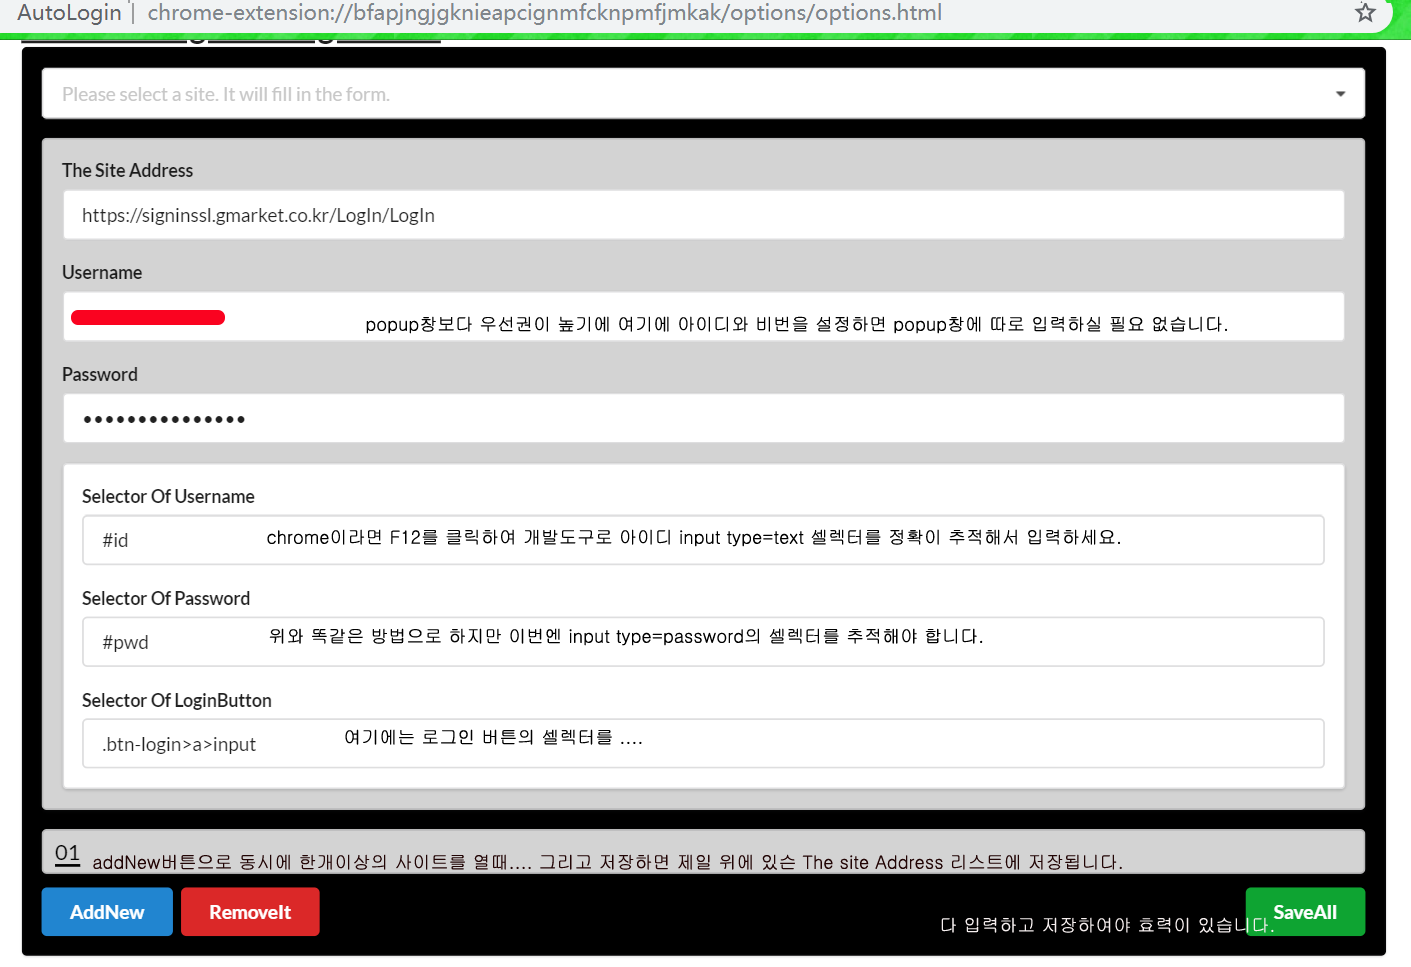 AutoLogin | chrome-extension://bfapjngjgknieapcignmfcknpmfjmkak/options/options.html
Please select a site. It will fill in the form.
The Site Address
https://signinssl.gmarket.co.kr/LogIn/LogIn
Username
popup창보다 우선권이 높기에 여기에 아이디와 비번을 설정하면 popup창에 따로 입력하실 필요 없습니다.
Password
Selector Of Username
#id chrome이라면 F12를 클릭하여 개발도구로 아이디 input type=text 셀렉터를 정확이 추적해서 입력하세요.
Selector Of Password
#pwd 위와 똑같은 방법으로 하지만 이번엔 input type=password의 셀렉터를 추적해야 합니다.
Selector Of LoginButton
.btn-login>a>input 여기에는 로그인 버튼의 셀렉터를 ....
01 addNew버튼으로 동시에 한개이상의 사이트를 열때.... 그리고 저장하면 제일 위에 있슨 The site Address 리스트에 저장됩니다.
AddNew RemoveIt SaveAll
다 입력하고 저장하여야 효력이 있습니다.